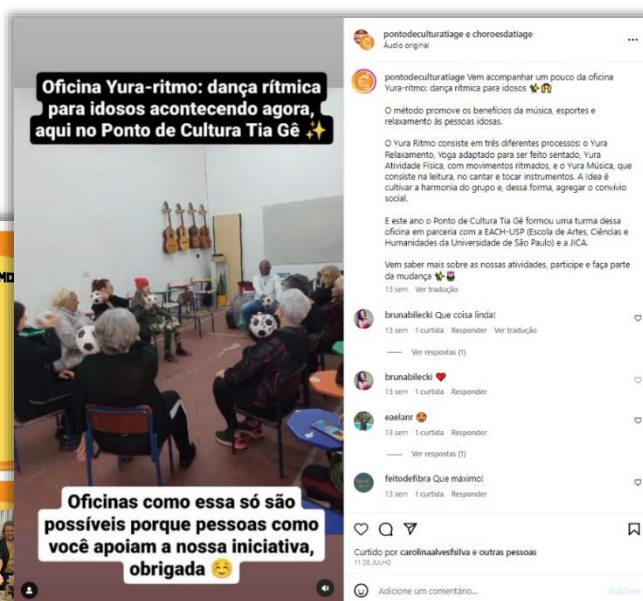 Oficina Yura-ritmo: dança rítmica
para idosos acontecendo agora,
aqui no Ponto de Cultura Tia Gê ✨
Oficinas como essa só são
possíveis porque pessoas como
você apoiam a nossa iniciativa,
obrigada ☺️
pontodeculturatiage e choroesdatiage
Áudio original
pontodeculturatiage Vem acompanhar um pouco da oficina
Yura-ritmo: dança rítmica para idosos
O método promove os benefícios da música, esportes e
relaxamento às pessoas idosas.
O Yura Ritmo consiste em três diferentes processos: o Yura
Relaxamento, Yoga adaptado para ser feito sentado, Yura
Atividade Física, com movimentos ritmados, e o Yura Música, que
consiste na leitura, no cantar e tocar instrumentos. A Idea é
cultivar a harmonia do grupo e, dessa forma, agregar o convívio
social.
E este ano o Ponto de Cultura Tia Gê formou uma turma dessa
oficina em parceria com a EACH-USP (Escola de Artes, Ciências e
Humanidades da Universidade de São Paulo) e a JICA.
Vem saber mais sobre as nossas atividades, participe e faça parte
da mudança ✨🌷
13 sem Ver tradução
brunabilecki Que coisa linda!
13 sem 1 curtida Responder Ver tradução
Ver respostas (1)
brunabilecki ❤️
13 sem 1 curtida Responder
eaelanr 🤩
13 sem 1 curtida Responder
Ver respostas (1)
feitodefibra Que máximo!
13 sem 1 curtida Responder
Curtido por carolinaalvesfsilva e outras pessoas
11 DE JULHO
Adicione um comentário...
Publicar